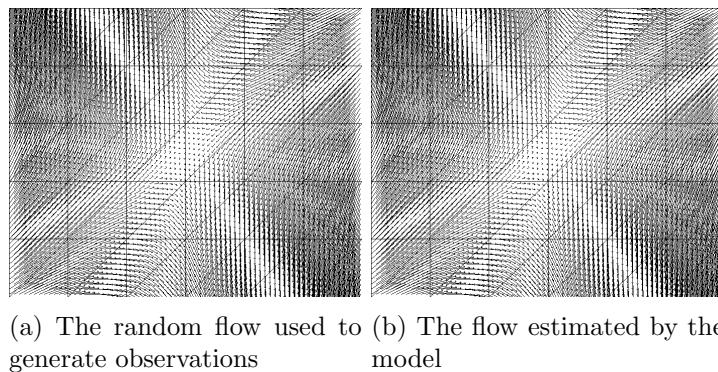 (a) The random flow used to
generate observations
(b) The flow estimated by the
model